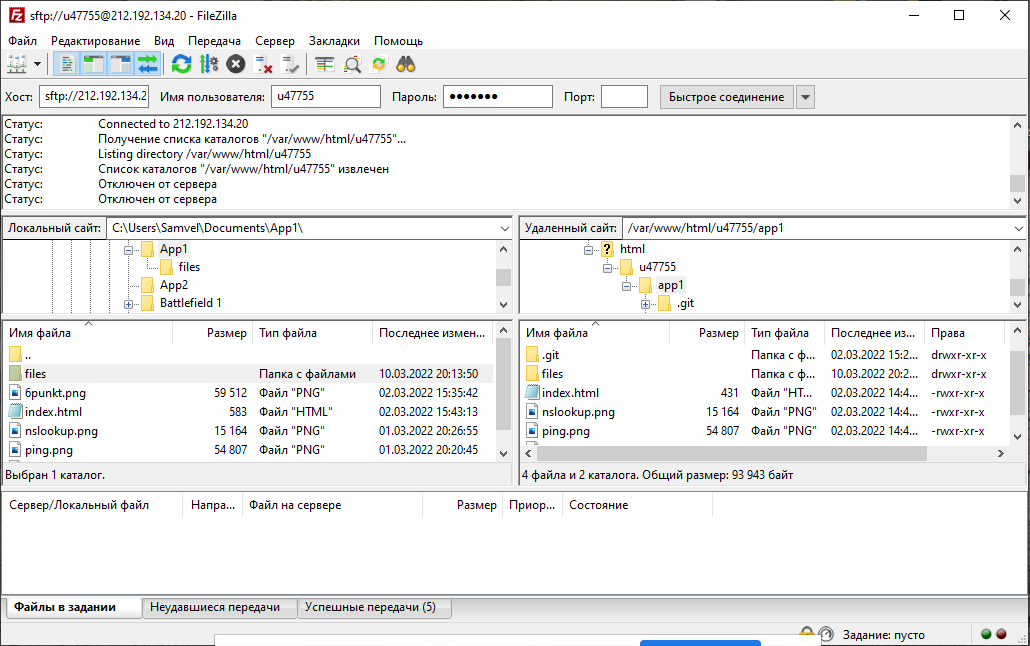 sftp://u47755@212.192.134.20 - FileZilla
Файл Редактирование Вид Передача Сервер Закладки Помощь
Хост: sftp://212.192.134.2 Имя пользователя: u47755 Пароль: ●●●●●●● Порт: Быстрое соединение
Статус: Connected to 212.192.134.20
Статус: Получение списка каталогов "/var/www/html/u47755"...
Статус: Listing directory /var/www/html/u47755
Статус: Список каталогов "/var/www/html/u47755" извлечен
Статус: Отключен от сервера
Статус: Отключен от сервера
Локальный сайт: C:\Users\Samvel\Documents\App1\
App1
files
App2
Battlefield 1
Имя файла Размер Тип файла Последнее измен...
..
files Папка с файлами 10.03.2022 20:13:50
6punkt.png 59 512 Файл "PNG" 02.03.2022 15:35:42
index.html 583 Файл "HTML" 02.03.2022 15:43:13
nslookup.png 15 164 Файл "PNG" 01.03.2022 20:26:55
ping.png 54 807 Файл "PNG" 01.03.2022 20:20:45
Выбран 1 каталог.
Удаленный сайт: /var/www/html/u47755/app1
? html
u47755
app1
.git
Имя файла Размер Тип файла Последнее из... Права
.git Папка с ф... 02.03.2022 15:2... drwxr-xr-x
files Папка с ф... 10.03.2022 20:2... drwxr-xr-x
index.html 431 Файл "HT... 02.03.2022 14:4... -rwxr-xr-x
nslookup.png 15 164 Файл "PNG" 02.03.2022 14:4... -rwxr-xr-x
ping.png 54 807 Файл "PNG" 02.03.2022 14:4... -rwxr-xr-x
4 файла и 2 каталога. Общий размер: 93 943 байт
Сервер/Локальный файл Напра... Файл на сервере Размер Приор... Состояние
Файлы в задании Неудавшиеся передачи Успешные передачи (5)
Задание: пусто